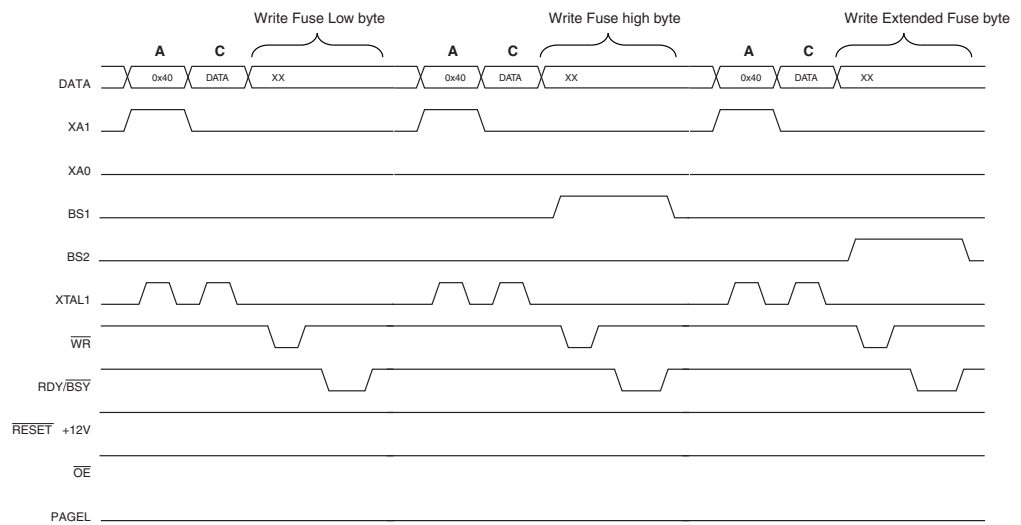 Write Fuse Low byte Write Fuse high byte Write Extended Fuse byte
A C A C A C
DATA 0x40 DATA XX 0x40 DATA XX 0x40 DATA XX
XA1
XA0
BS1
BS2
XTAL1
WR
RDY/BSY
RESET +12V
OE
PAGEL